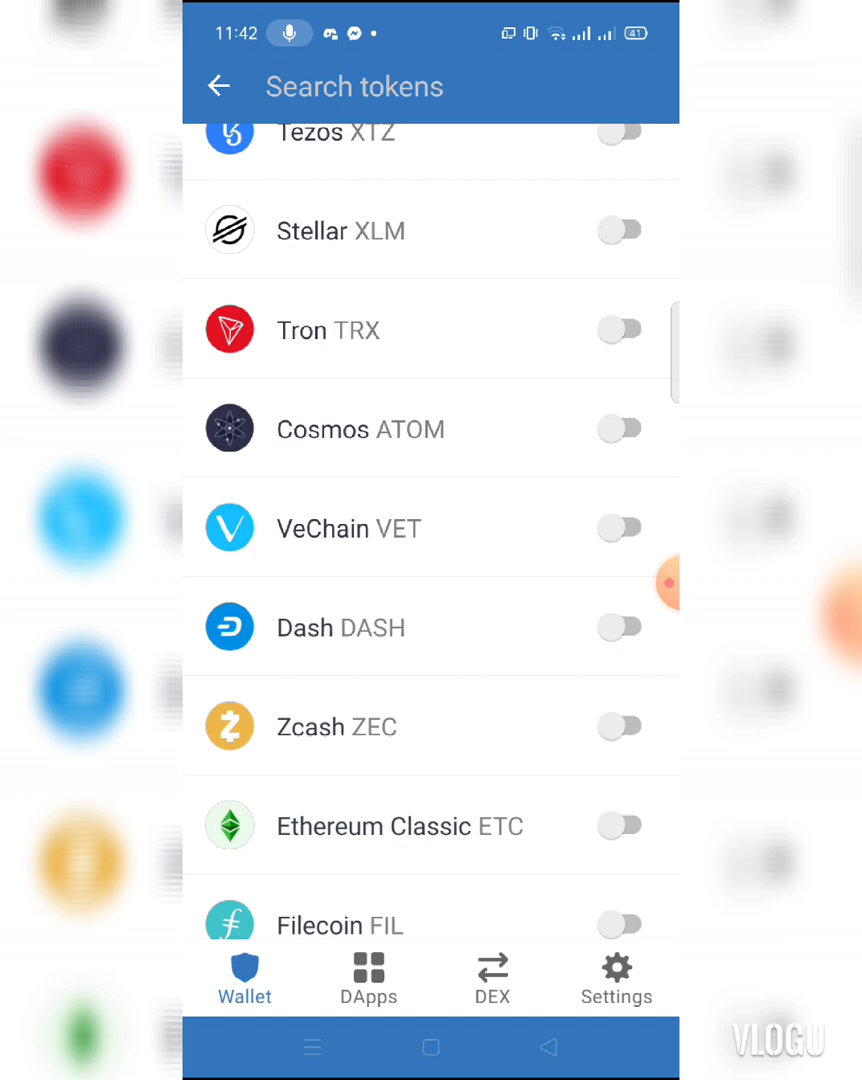 11:42
41
Search tokens
Tezos XTZ
Stellar XLM
Tron TRX
Cosmos ATOM
VeChain VET
Dash DASH
Zcash ZEC
Ethereum Classic ETC
Filecoin FIL
Wallet DApps DEX Settings
VLOGU